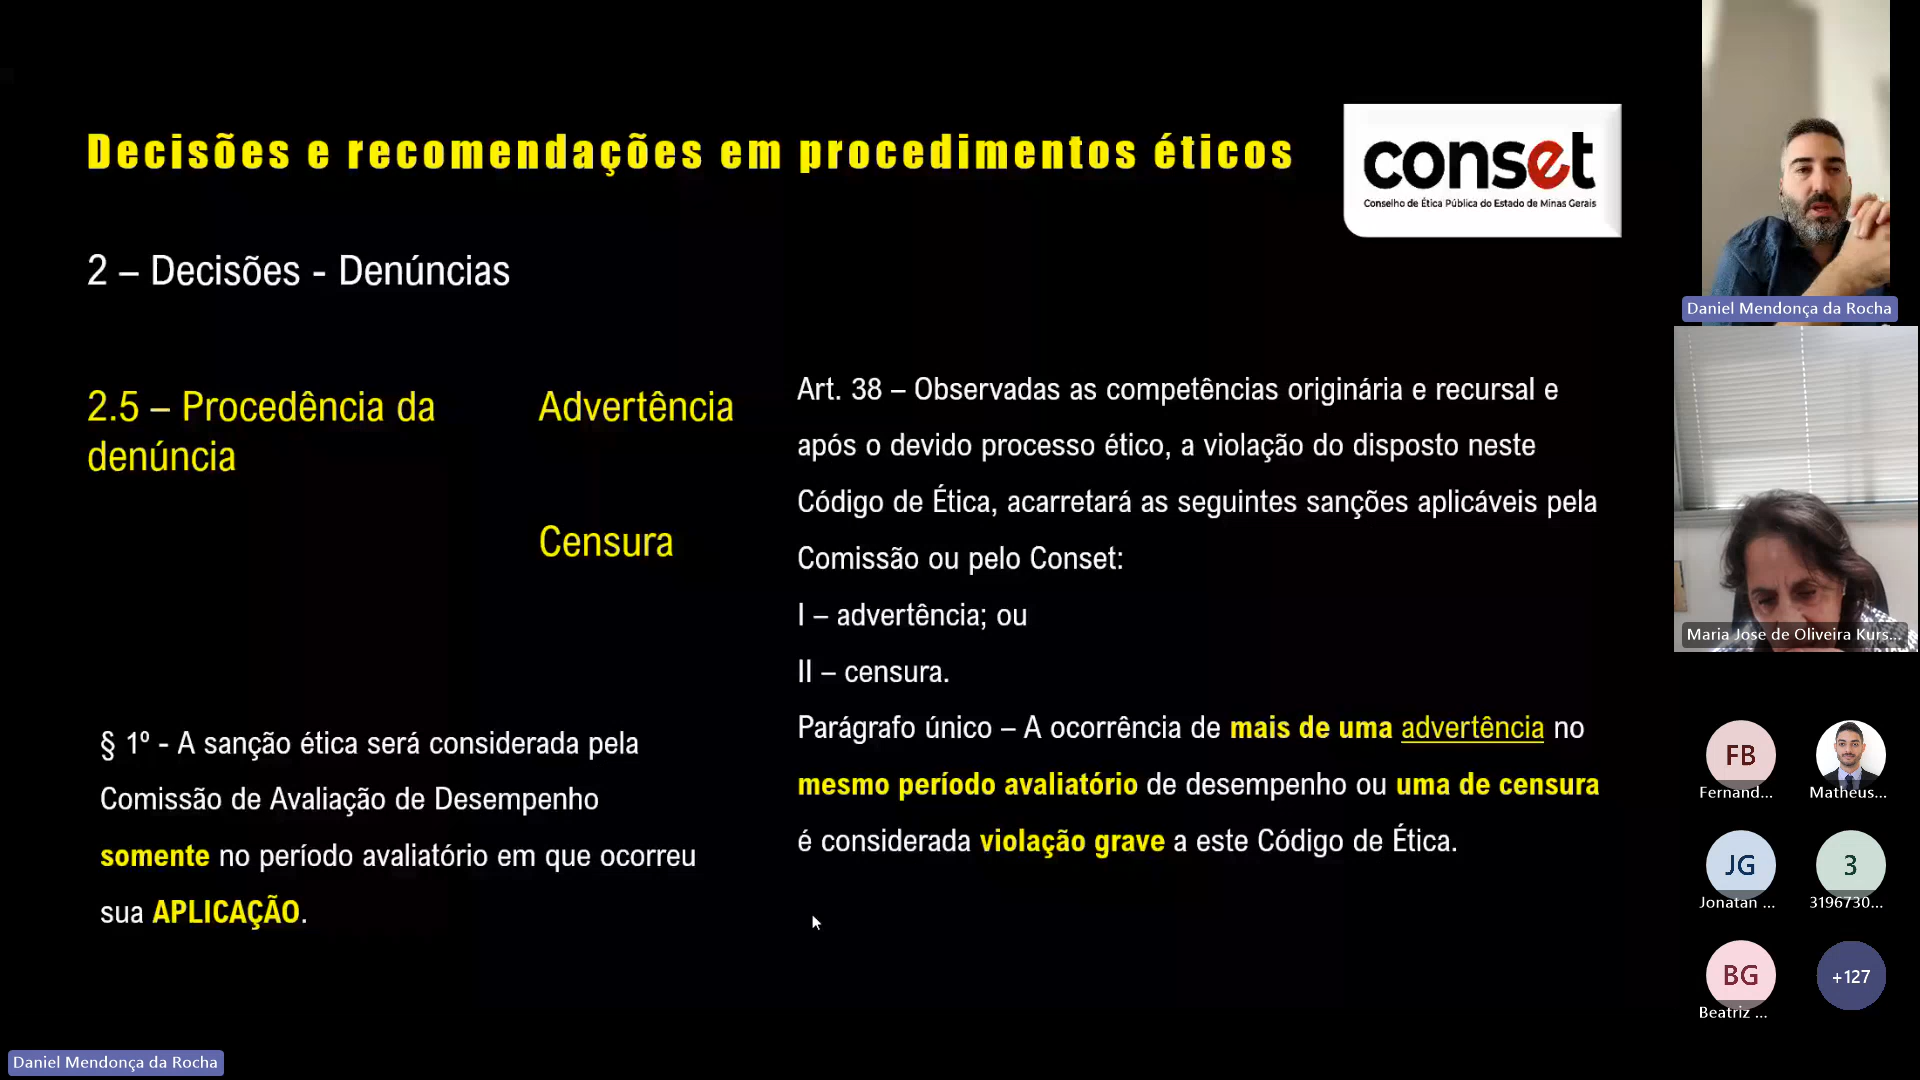 Decisões e recomendações em procedimentos éticos
conset
Conselho de Ética Pública do Estado de Minas Gerais
2 – Decisões - Denúncias
2.5 – Procedência da
denúncia
Advertência
Censura
§ 1º - A sanção ética será considerada pela
Comissão de Avaliação de Desempenho
somente no período avaliatório em que ocorreu
sua APLICAÇÃO.
Art. 38 – Observadas as competências originária e recursal e
após o devido processo ético, a violação do disposto neste
Código de Ética, acarretará as seguintes sanções aplicáveis pela
Comissão ou pelo Conset:
I – advertência; ou
II – censura.
Parágrafo único – A ocorrência de mais de uma advertência no
mesmo período avaliatório de desempenho ou uma de censura
é considerada violação grave a este Código de Ética.
Daniel Mendonça da Rocha
Maria Jose de Oliveira Kurs...
FB
Fernand...
Matheus...
JG
Jonatan ...
3
3196730...
BG
Beatriz ...
+127
Daniel Mendonça da Rocha